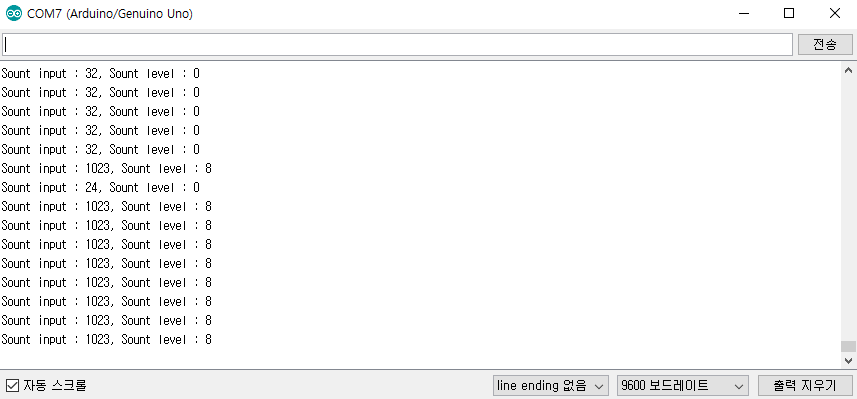 COM7 (Arduino/Genuino Uno)
전송
Sount input : 32, Sount level : 0
Sount input : 32, Sount level : 0
Sount input : 32, Sount level : 0
Sount input : 32, Sount level : 0
Sount input : 32, Sount level : 0
Sount input : 1023, Sount level : 8
Sount input : 24, Sount level : 0
Sount input : 1023, Sount level : 8
Sount input : 1023, Sount level : 8
Sount input : 1023, Sount level : 8
Sount input : 1023, Sount level : 8
Sount input : 1023, Sount level : 8
Sount input : 1023, Sount level : 8
Sount input : 1023, Sount level : 8
Sount input : 1023, Sount level : 8
자동 스크롤 line ending 없음 9600 보드레이트 출력 지우기